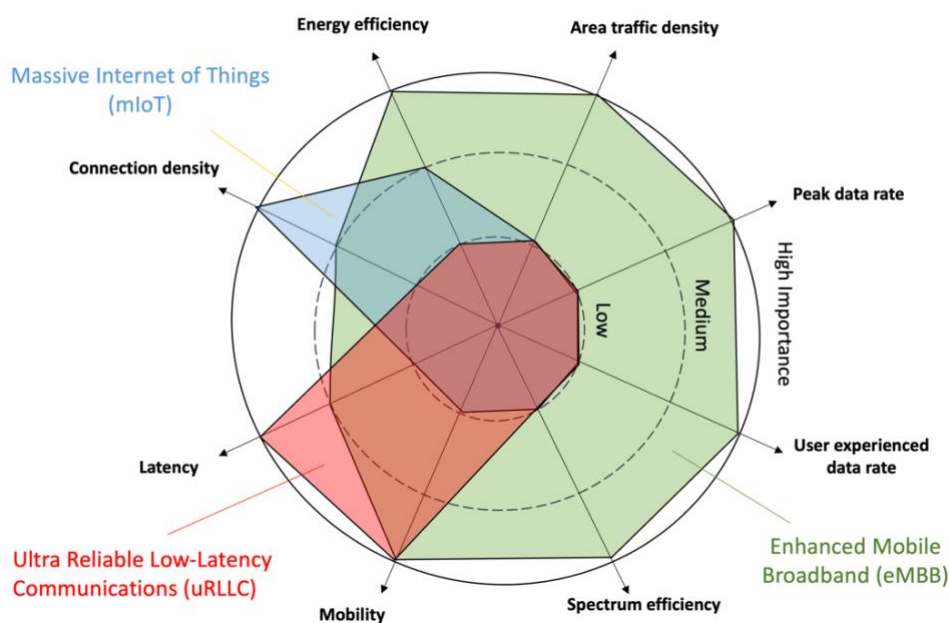 Energy efficiency
Area traffic density
Massive Internet of Things
(mIoT)
Connection density
Peak data rate
High Importance
Medium
Low
Latency
User experienced
data rate
Ultra Reliable Low-Latency
Communications (uRLLC)
Enhanced Mobile
Broadband (eMBB)
Mobility
Spectrum efficiency